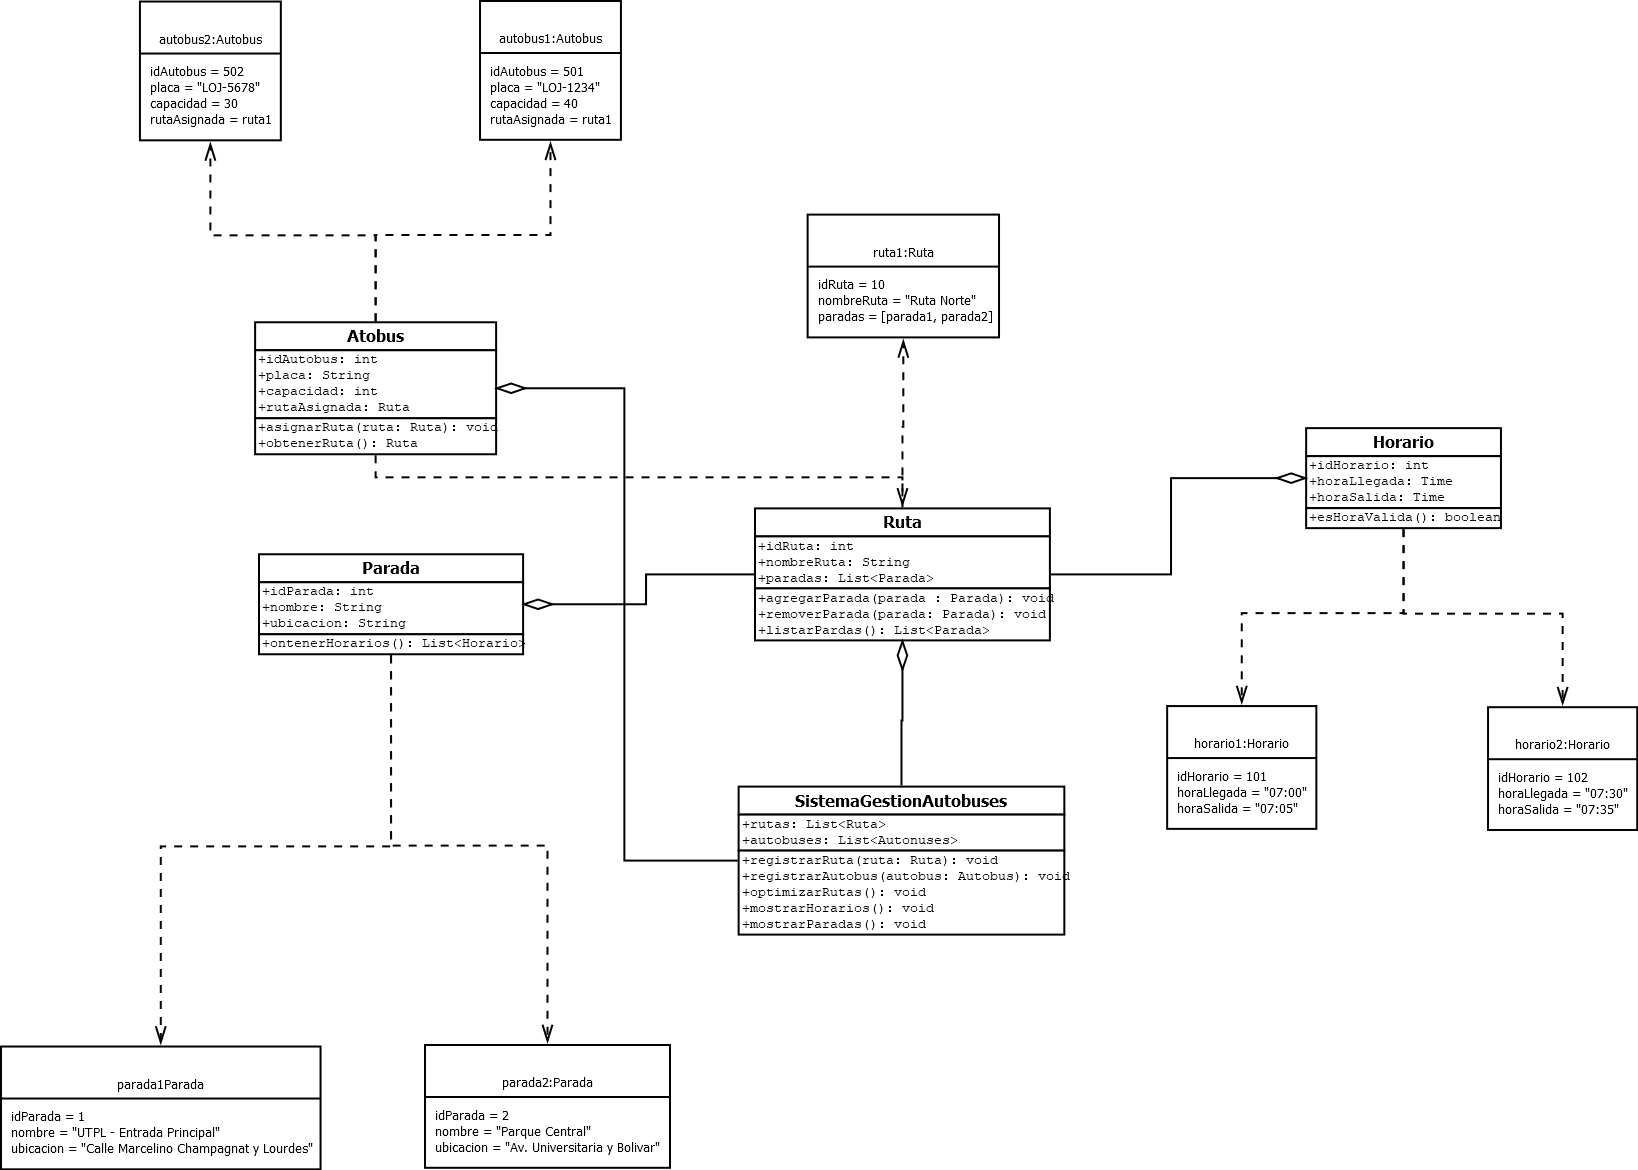 autobus2:Autobus
idAutobus = 502
placa = "LOJ-5678"
capacidad = 30
rutaAsignada = ruta1
autobus1:Autobus
idAutobus = 501
placa = "LOJ-1234"
capacidad = 40
rutaAsignada = ruta1
ruta1:Ruta
idRuta = 10
nombreRuta = "Ruta Norte"
paradas = [parada1, parada2]
Atobus
+idAutobus: int
+placa: String
+capacidad: int
+rutaAsignada: Ruta
+asignarRuta(ruta: Ruta): void
+obtenerRuta(): Ruta
Horario
+idHorario: int
+horaLlegada: Time
+horaSalida: Time
+esHoraValida(): boolean
Ruta
+idRuta: int
+nombreRuta: String
+paradas: List<Parada>
+agregarParada(parada : Parada): void
+removerParada(parada: Parada): void
+listarPardas(): List<Parada>
Parada
+idParada: int
+nombre: String
+ubicacion: String
+ontenerHorarios(): List<Horario>
horario1:Horario
idHorario = 101
horaLlegada = "07:00"
horaSalida = "07:05"
horario2:Horario
idHorario = 102
horaLlegada = "07:30"
horaSalida = "07:35"
SistemaGestionAutobuses
+rutas: List<Ruta>
+autobuses: List<Autonuses>
+registrarRuta(ruta: Ruta): void
+registrarAutobus(autobus: Autobus): void
+optimizarRutas(): void
+mostrarHorarios(): void
+mostrarParadas(): void
parada1Parada
idParada = 1
nombre = "UTPL - Entrada Principal"
ubicacion = "Calle Marcelino Champagnat y Lourdes"
parada2:Parada
idParada = 2
nombre = "Parque Central"
ubicacion = "Av. Universitaria y Bolivar"